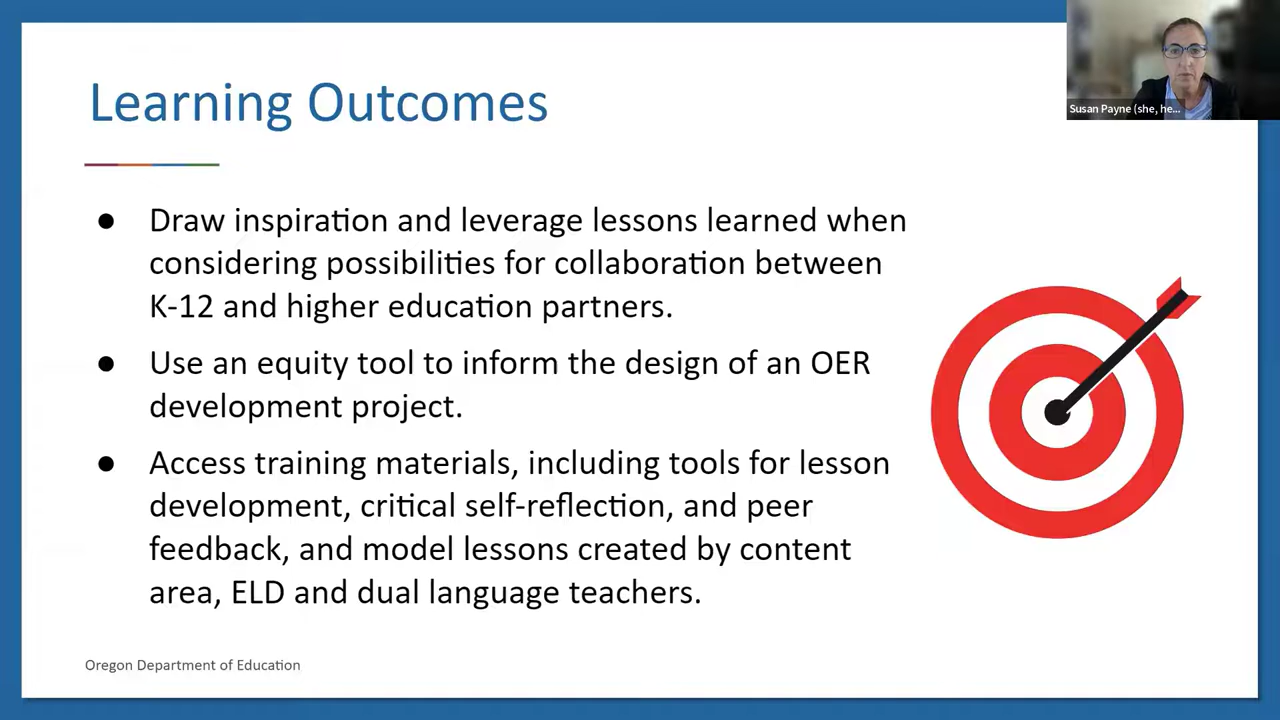 Learning Outcomes
Susan Payne (she, he...
● Draw inspiration and leverage lessons learned when
considering possibilities for collaboration between
K-12 and higher education partners.
● Use an equity tool to inform the design of an OER
development project.
● Access training materials, including tools for lesson
development, critical self-reflection, and peer
feedback, and model lessons created by content
area, ELD and dual language teachers.
Oregon Department of Education